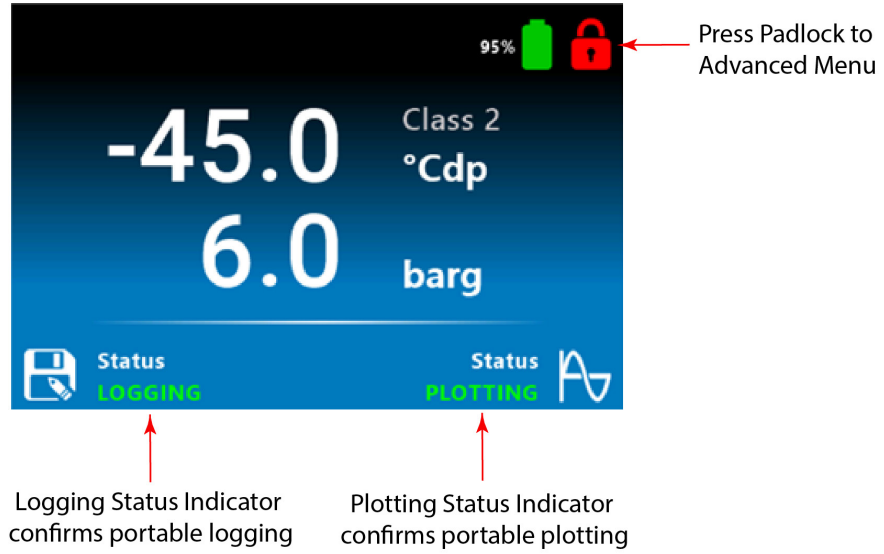 95%
Press Padlock to
Advanced Menu
-45.0
Class 2
°Cdp
6.0
barg
Status
LOGGING
Status
PLOTTING
Logging Status Indicator
confirms portable logging
Plotting Status Indicator
confirms portable plotting